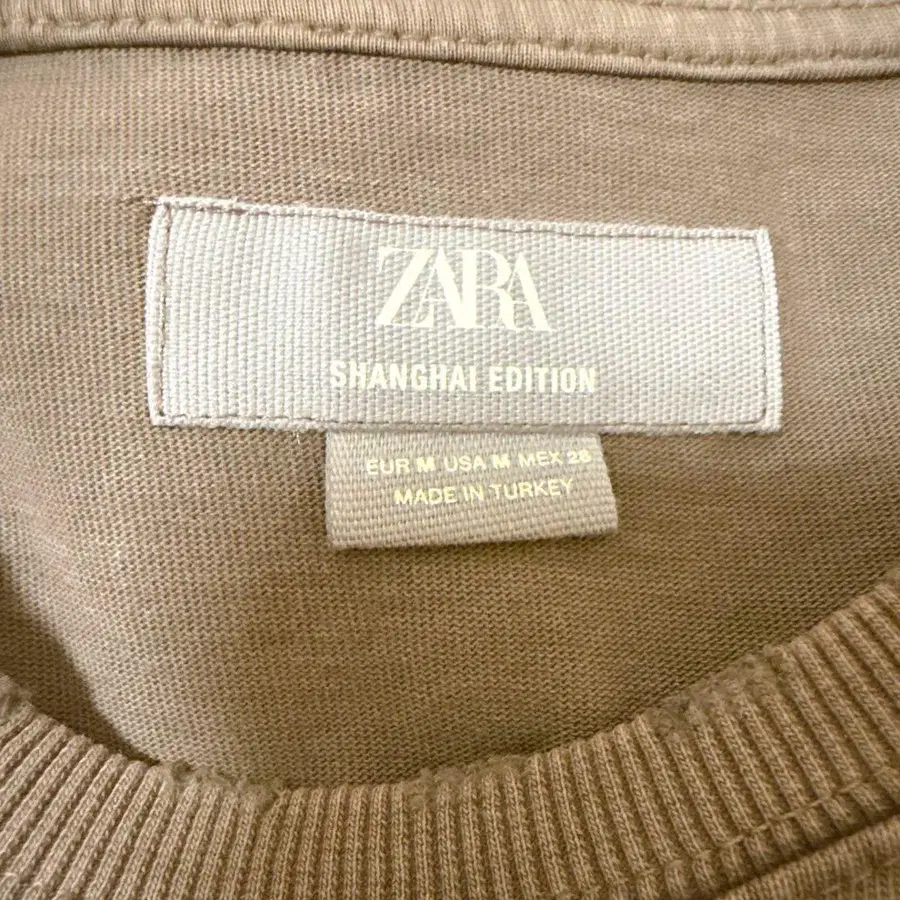 ZARA
SHANGHAI EDITION
EUR M USA M MEX 28
MADE IN TURKEY